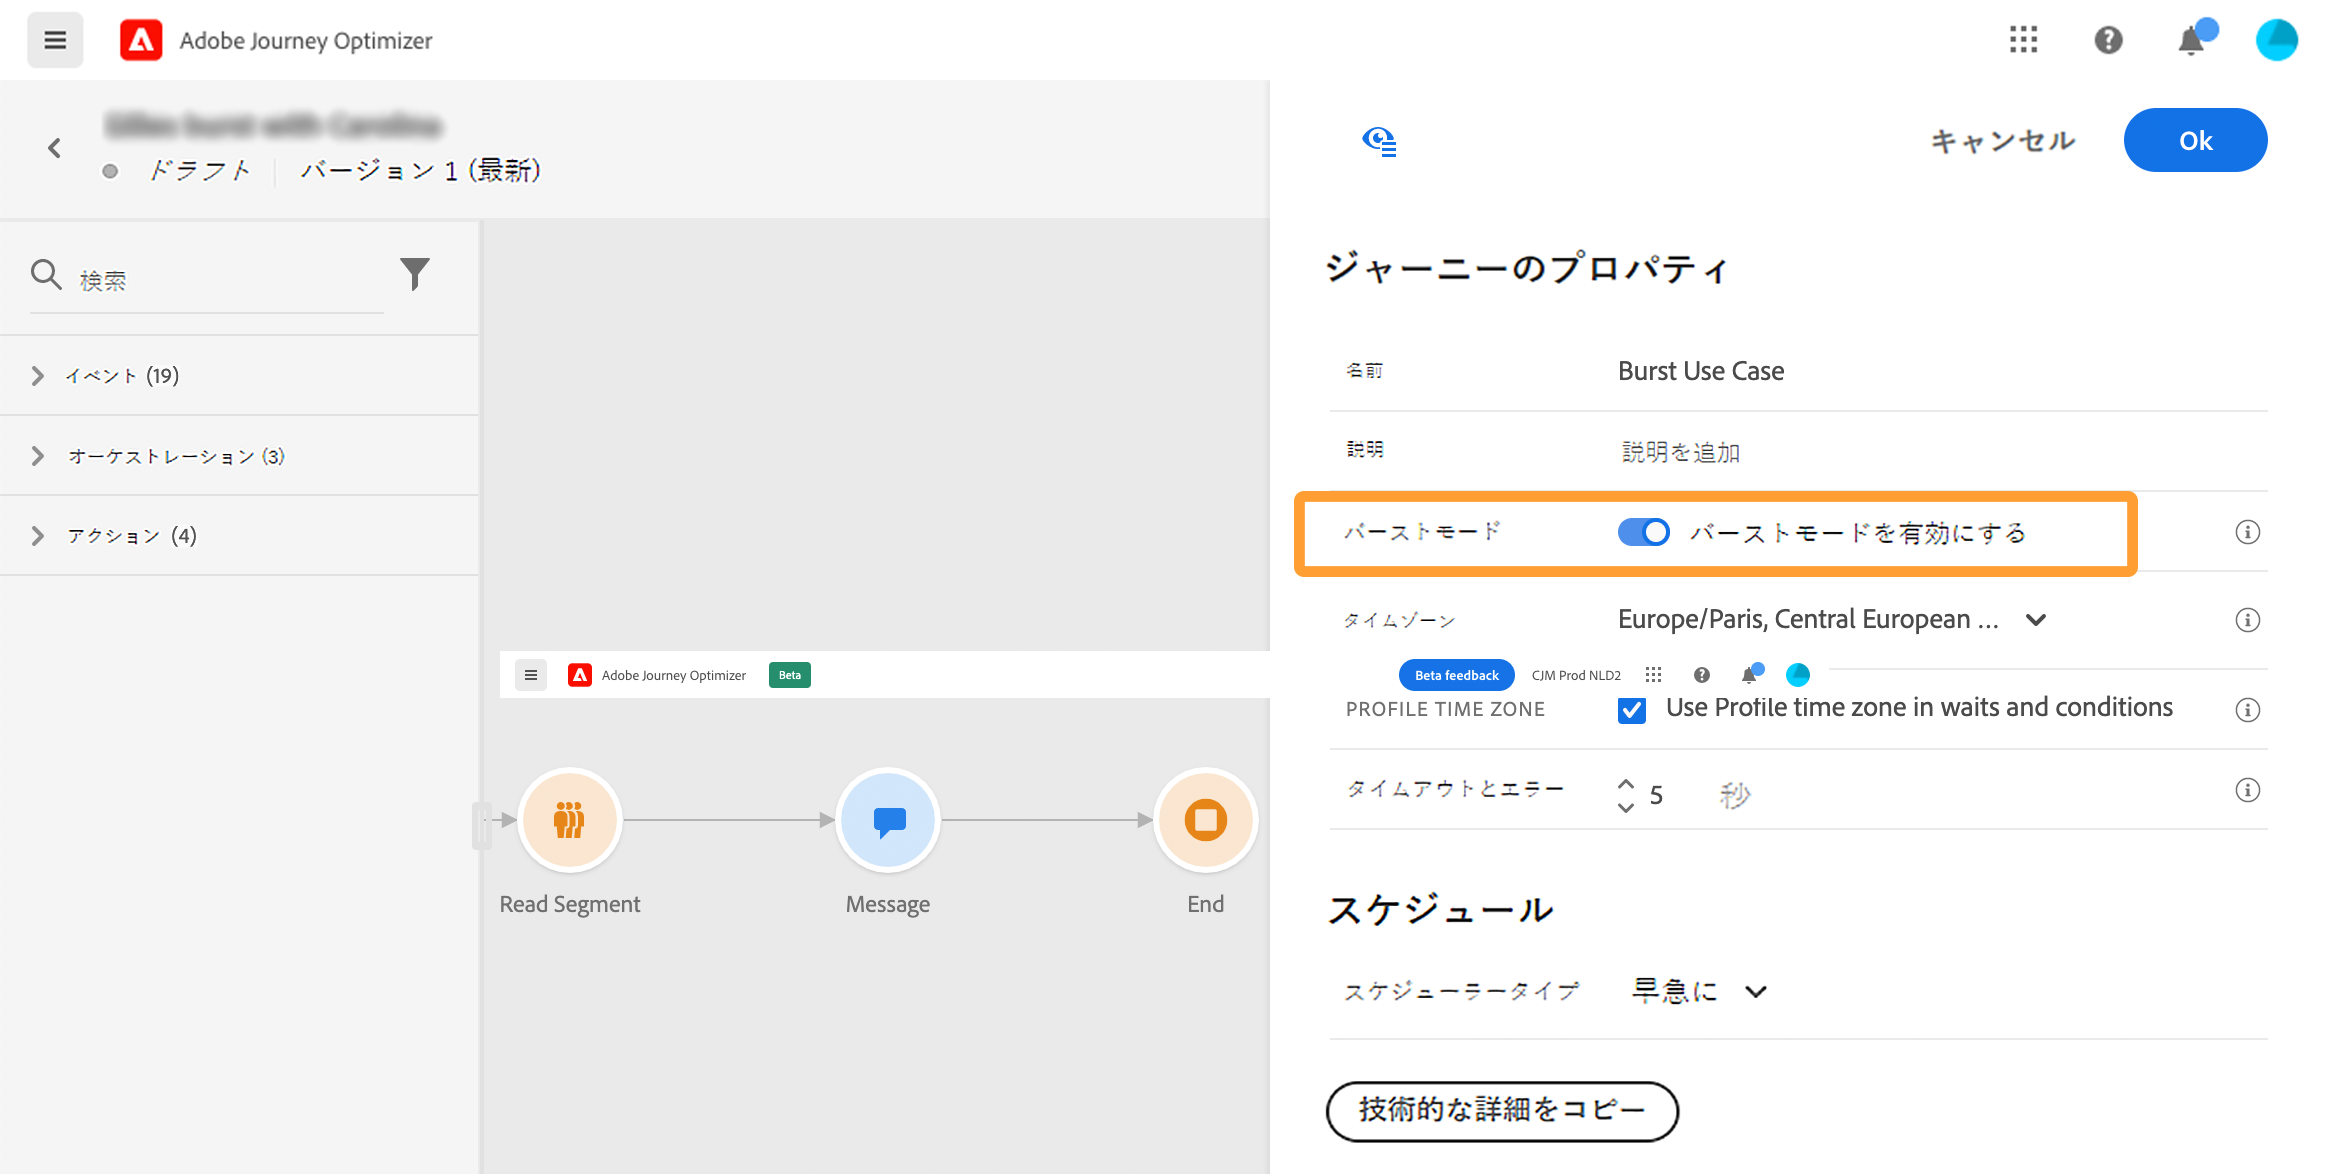 Adobe Journey Optimizer
ドラフト
バージョン 1 (最新)
検索
イベント (19)
オーケストレーション (3)
アクション (4)
Adobe Journey Optimizer
Beta
Read Segment
Message
End
キャンセル
Ok
ジャーニーのプロパティ
名前
Burst Use Case
説明
説明を追加
バーストモード
バーストモードを有効にする
タイムゾーン
Europe/Paris, Central European ...
Beta feedback
CJM Prod NLD2
PROFILE TIME ZONE
Use Profile time zone in waits and conditions
タイムアウトとエラー
5
秒
スケジュール
スケジューラータイプ
早急に
技術的な詳細をコピー